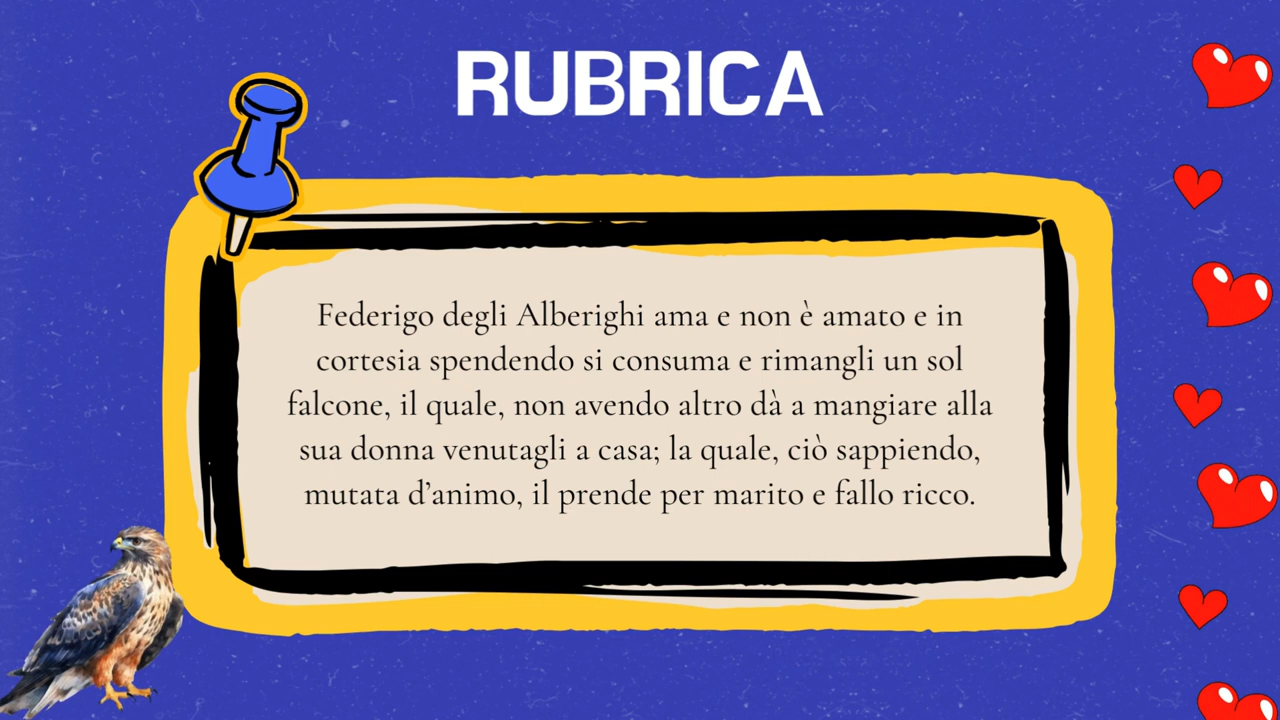 RUBRICA
Federigo degli Alberighi ama e non è amato e in
cortesia spendendo si consuma e rimangli un sol
falcone, il quale, non avendo altro dà a mangiare alla
sua donna venutagli a casa; la quale, ciò sappiendo,
mutata d’animo, il prende per marito e fallo ricco.